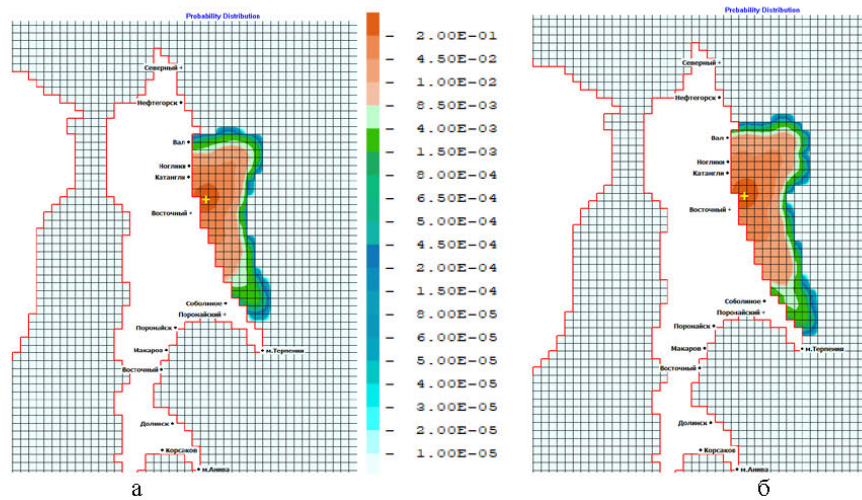 Probability Distribution
Северный
Нефтегорск
Вал
Ноглики
Катангли
Восточный
Соболиное
Поронайский
Поронайск
Макаров
м.Терпения
Восточный
Долинск
Корсаков
м.Анива
а
2.00E-01
4.50E-02
1.00E-02
8.50E-03
4.00E-03
1.50E-03
8.00E-04
6.50E-04
5.00E-04
4.50E-04
2.00E-04
1.50E-04
8.00E-05
6.00E-05
5.00E-05
4.00E-05
3.00E-05
2.00E-05
1.00E-05
Probability Distribution
Северный
Нефтегорск
Вал
Ноглики
Катангли
Восточный
Соболиное
Поронайский
Поронайск
Макаров
м.Терпения
Восточный
Долинск
Корсаков
м.Анива
б